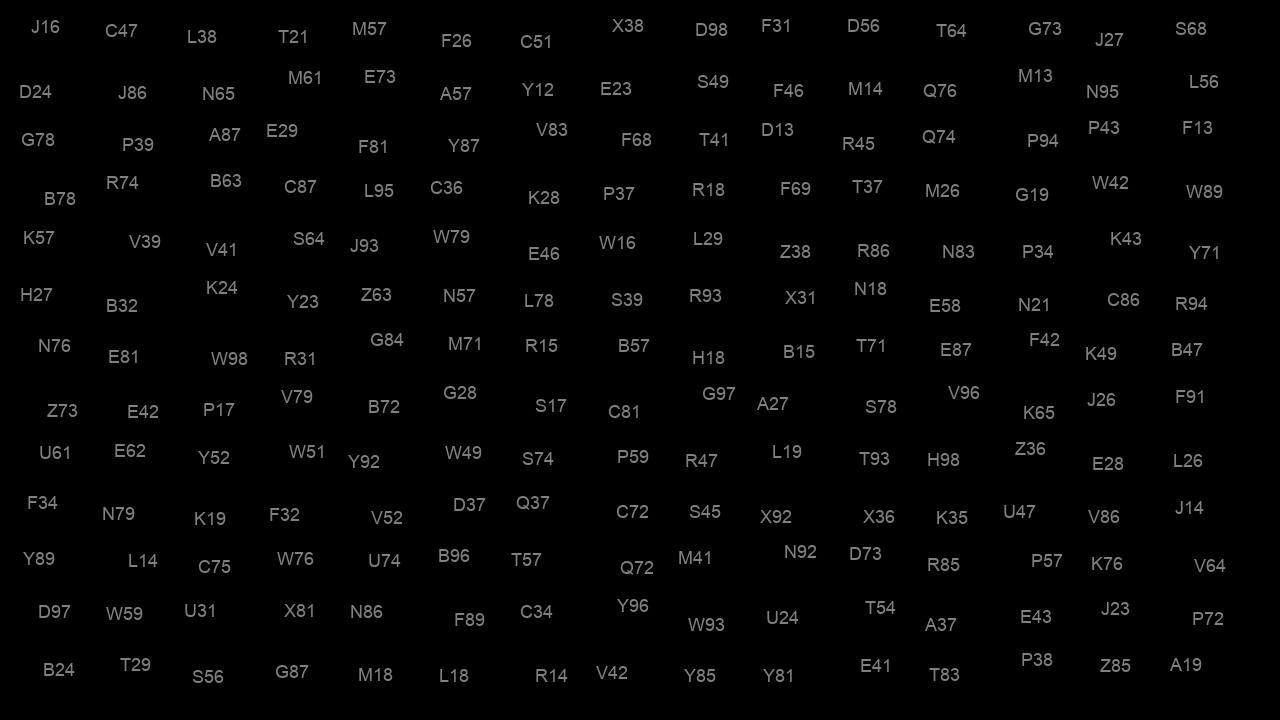 J16 C47 L38 T21 M57 F26 C51 X38 D98 F31 D56 T64 G73 J27 S68
D24 J86 N65 M61 E73 A57 Y12 E23 S49 F46 M14 Q76 M13 N95 L56
G78 P39 A87 E29 F81 Y87 V83 F68 T41 D13 R45 Q74 P94 P43 F13
B78 R74 B63 C87 L95 C36 K28 P37 R18 F69 T37 M26 G19 W42 W89
K57 V39 V41 S64 J93 W79 E46 W16 L29 Z38 R86 N83 P34 K43 Y71
H27 B32 K24 Y23 Z63 N57 L78 S39 R93 X31 N18 E58 N21 C86 R94
N76 E81 W98 R31 G84 M71 R15 B57 H18 B15 T71 E87 F42 K49 B47
Z73 E42 P17 V79 B72 G28 S17 C81 G97 A27 S78 V96 K65 J26 F91
U61 E62 Y52 W51 Y92 W49 S74 P59 R47 L19 T93 H98 Z36 E28 L26
F34 N79 K19 F32 V52 D37 Q37 C72 S45 X92 X36 K35 U47 V86 J14
Y89 L14 C75 W76 U74 B96 T57 Q72 M41 N92 D73 R85 P57 K76 V64
D97 W59 U31 X81 N86 F89 C34 Y96 W93 U24 T54 A37 E43 J23 P72
B24 T29 S56 G87 M18 L18 R14 V42 Y85 Y81 E41 T83 P38 Z85 A19